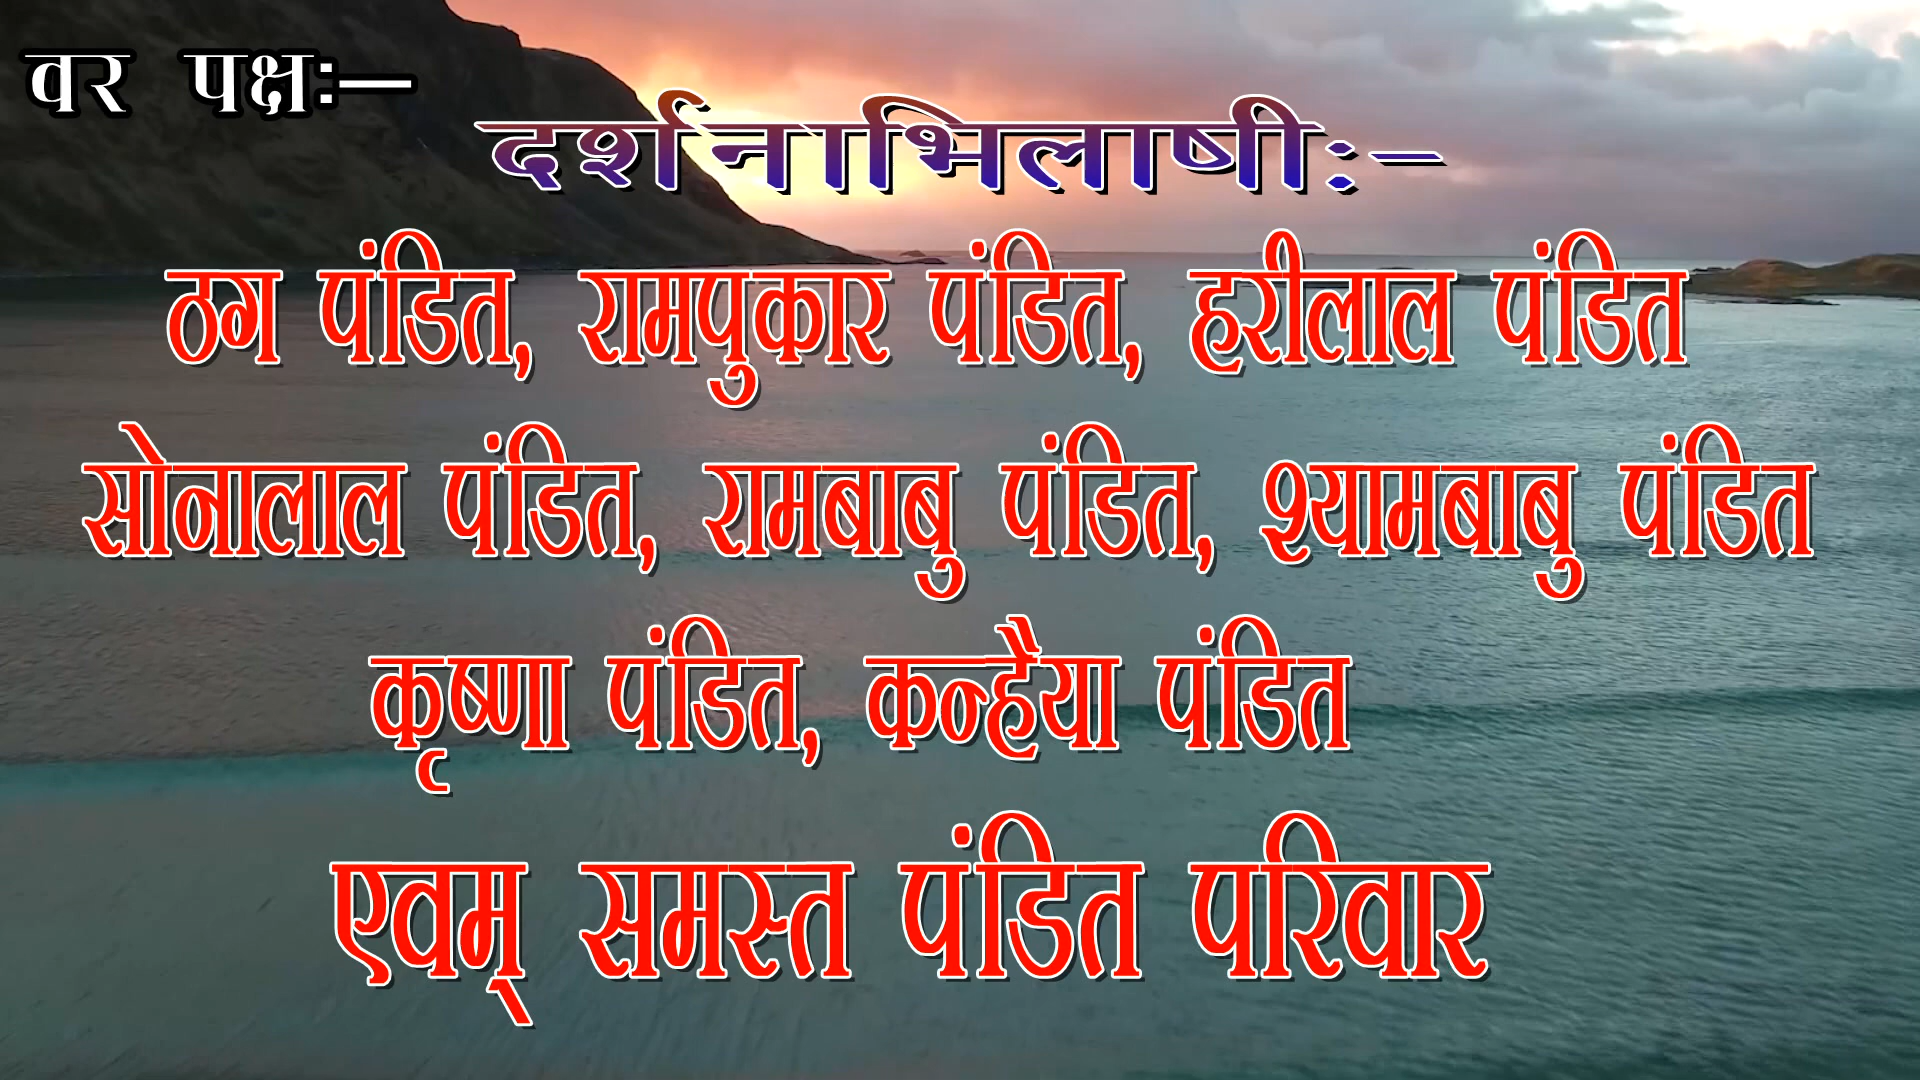 वर पक्षः—
दर्शनाभिलाषीः-
ठग पंडित, रामपुकार पंडित, हरीलाल पंडित
सोनालाल पंडित, रामबाबु पंडित, श्यामबाबु पंडित
कृष्णा पंडित, कन्हैया पंडित
एवम् समस्त पंडित परिवार